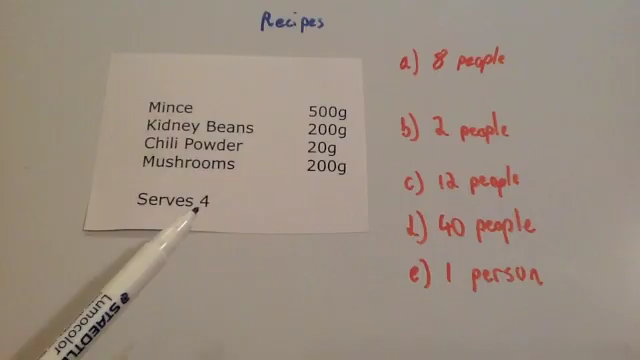 Recipes
Mince 500g
Kidney Beans 200g
Chili Powder 20g
Mushrooms 200g
Serves 4
a) 8 people
b) 2 people
c) 12 people
d) 40 people
e) 1 person
STAEDTL
Lumocolor